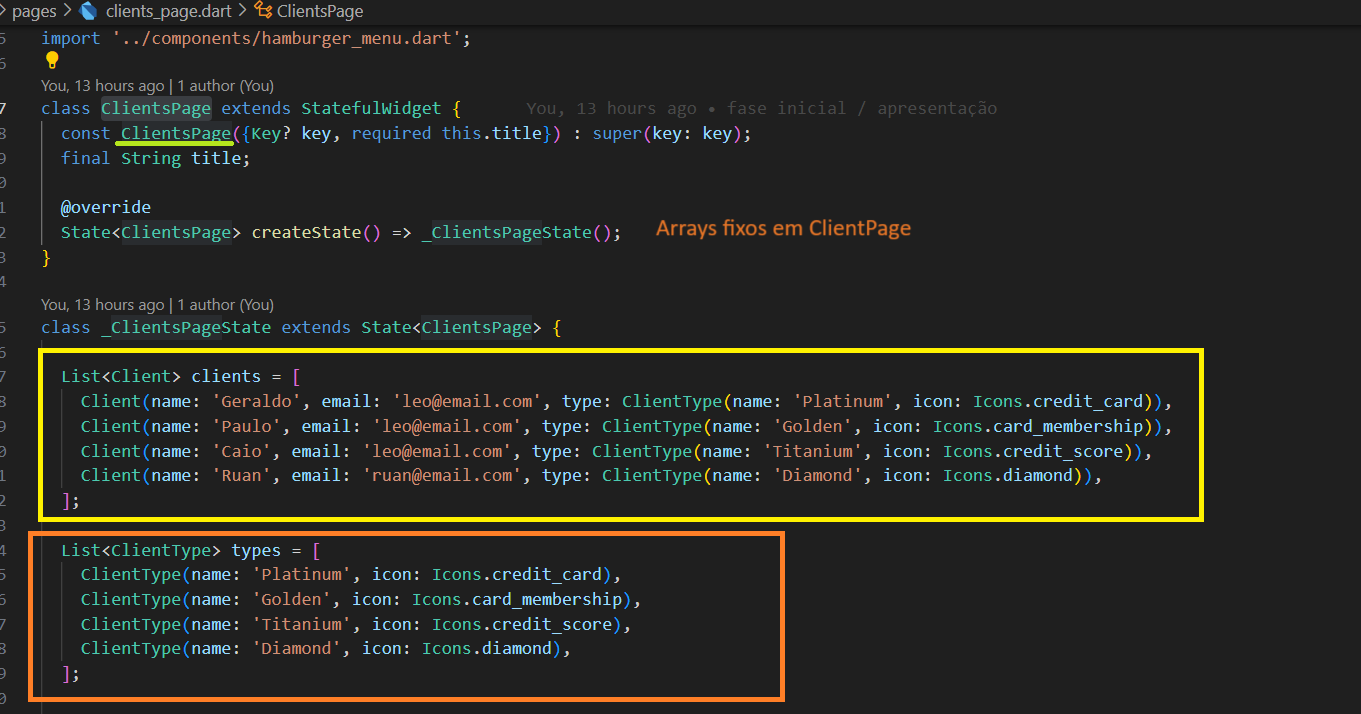 pages > clients_page.dart > ClientsPage
5 import '../components/hamburger_menu.dart';
6
You, 13 hours ago | 1 author (You)
7 class ClientsPage extends StatefulWidget { You, 13 hours ago • fase inicial / apresentação
8 const ClientsPage({Key? key, required this.title}) : super(key: key);
9 final String title;
0
1 @override
2 State<ClientsPage> createState() => _ClientsPageState(); Arrays fixos em ClientPage
3 }
4
You, 13 hours ago | 1 author (You)
5 class _ClientsPageState extends State<ClientsPage> {
6
7 List<Client> clients = [
8 Client(name: 'Geraldo', email: 'leo@email.com', type: ClientType(name: 'Platinum', icon: Icons.credit_card)),
9 Client(name: 'Paulo', email: 'leo@email.com', type: ClientType(name: 'Golden', icon: Icons.card_membership)),
0 Client(name: 'Caio', email: 'leo@email.com', type: ClientType(name: 'Titanium', icon: Icons.credit_score)),
1 Client(name: 'Ruan', email: 'ruan@email.com', type: ClientType(name: 'Diamond', icon: Icons.diamond)),
2 ];
3
4 List<ClientType> types = [
5 ClientType(name: 'Platinum', icon: Icons.credit_card),
6 ClientType(name: 'Golden', icon: Icons.card_membership),
7 ClientType(name: 'Titanium', icon: Icons.credit_score),
8 ClientType(name: 'Diamond', icon: Icons.diamond),
9 ];
0